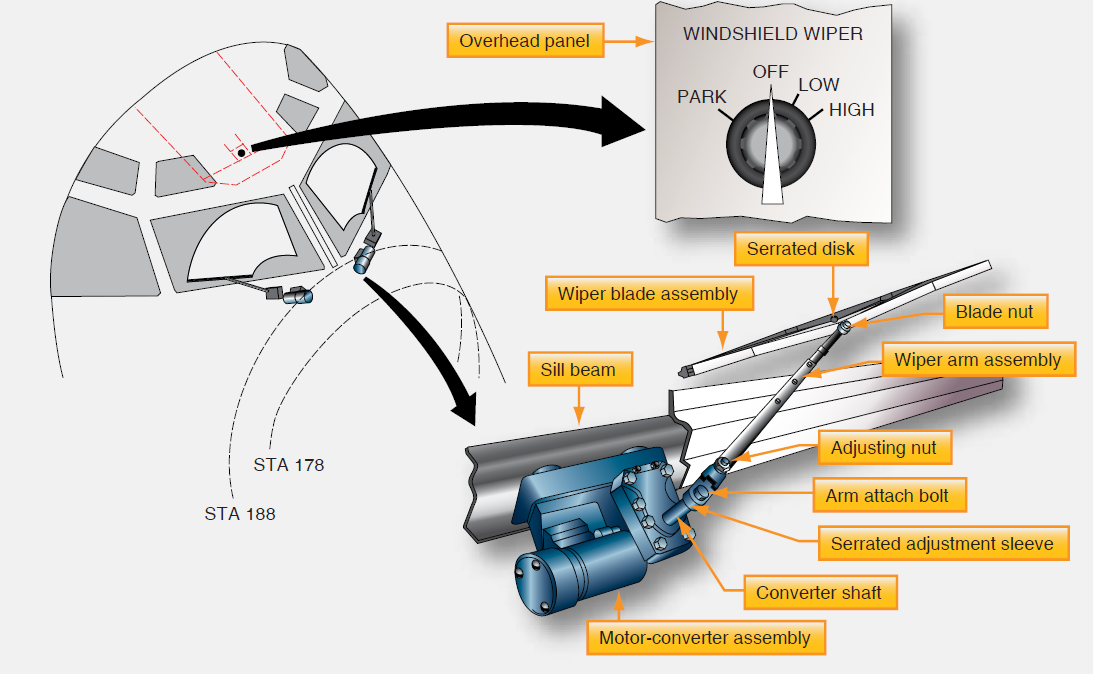 Overhead panel
WINDSHIELD WIPER
OFF
LOW
PARK
HIGH
Serrated disk
Wiper blade assembly
Blade nut
Sill beam
Wiper arm assembly
Adjusting nut
STA 178
Arm attach bolt
STA 188
Serrated adjustment sleeve
Converter shaft
Motor-converter assembly